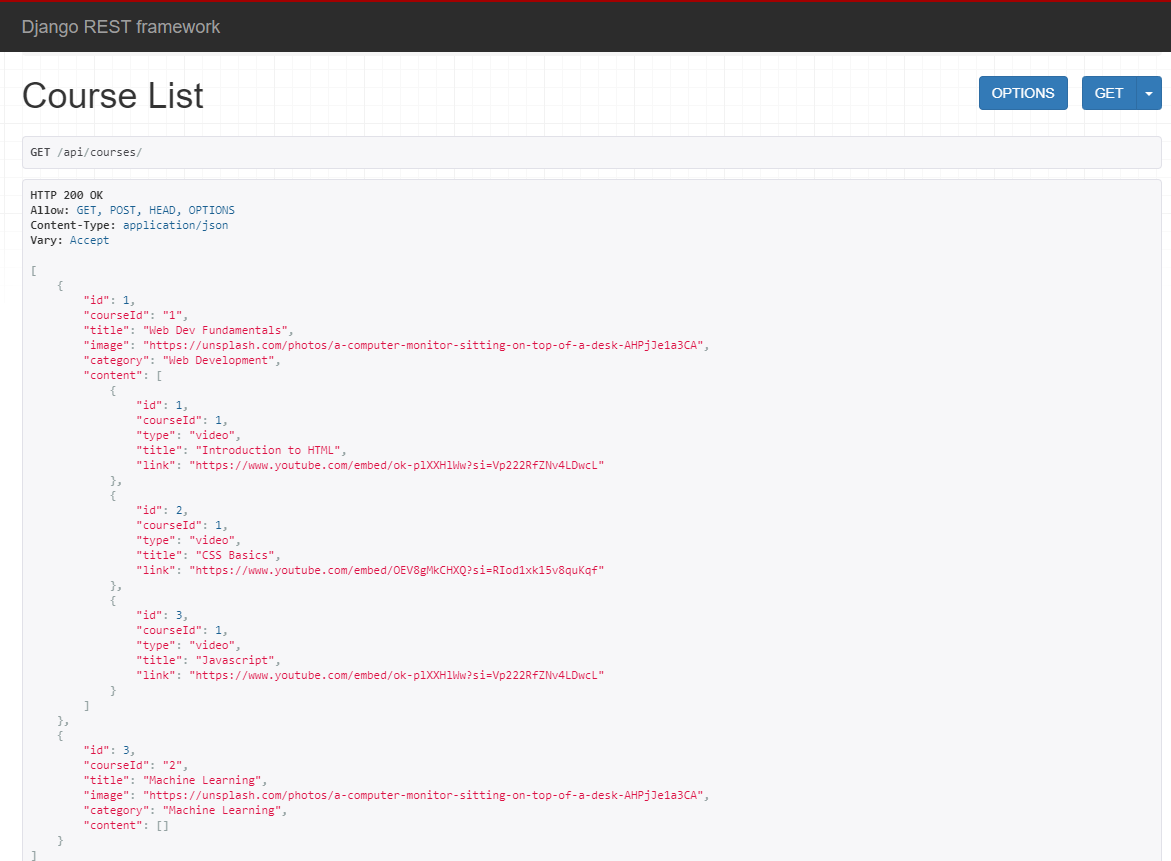 Django REST framework
Course List
OPTIONS
GET
GET /api/courses/
HTTP 200 OK
Allow: GET, POST, HEAD, OPTIONS
Content-Type: application/json
Vary: Accept
[
    {
        "id": 1,
        "courseId": "1",
        "title": "Web Dev Fundamentals",
        "image": "https://unsplash.com/photos/a-computer-monitor-sitting-on-top-of-a-desk-AHPjJe1a3CA",
        "category": "Web Development",
        "content": [
            {
                "id": 1,
                "courseId": 1,
                "type": "video",
                "title": "Introduction to HTML",
                "link": "https://www.youtube.com/embed/ok-plXXHlWw?si=Vp222RfZNv4LDwcL"
            },
            {
                "id": 2,
                "courseId": 1,
                "type": "video",
                "title": "CSS Basics",
                "link": "https://www.youtube.com/embed/OEV8gMkCHXQ?si=RIod1xk15v8quKqf"
            },
            {
                "id": 3,
                "courseId": 1,
                "type": "video",
                "title": "Javascript",
                "link": "https://www.youtube.com/embed/ok-plXXHlWw?si=Vp222RfZNv4LDwcL"
            }
        ]
    },
    {
        "id": 3,
        "courseId": "2",
        "title": "Machine Learning",
        "image": "https://unsplash.com/photos/a-computer-monitor-sitting-on-top-of-a-desk-AHPjJe1a3CA",
        "category": "Machine Learning",
        "content": []
    }
]